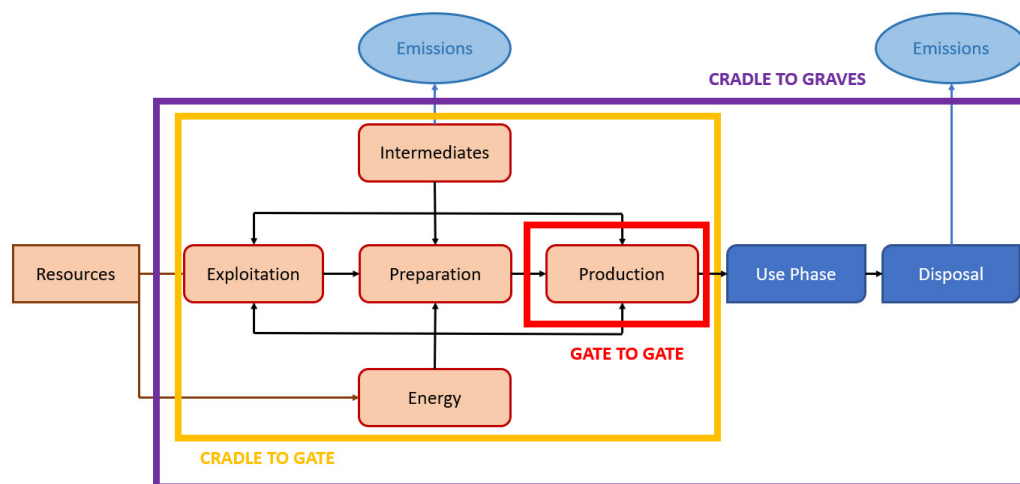 Emissions
Emissions
CRADLE TO GRAVES
Intermediates
Resources
Exploitation
Preparation
Production
Use Phase
Disposal
GATE TO GATE
Energy
CRADLE TO GATE